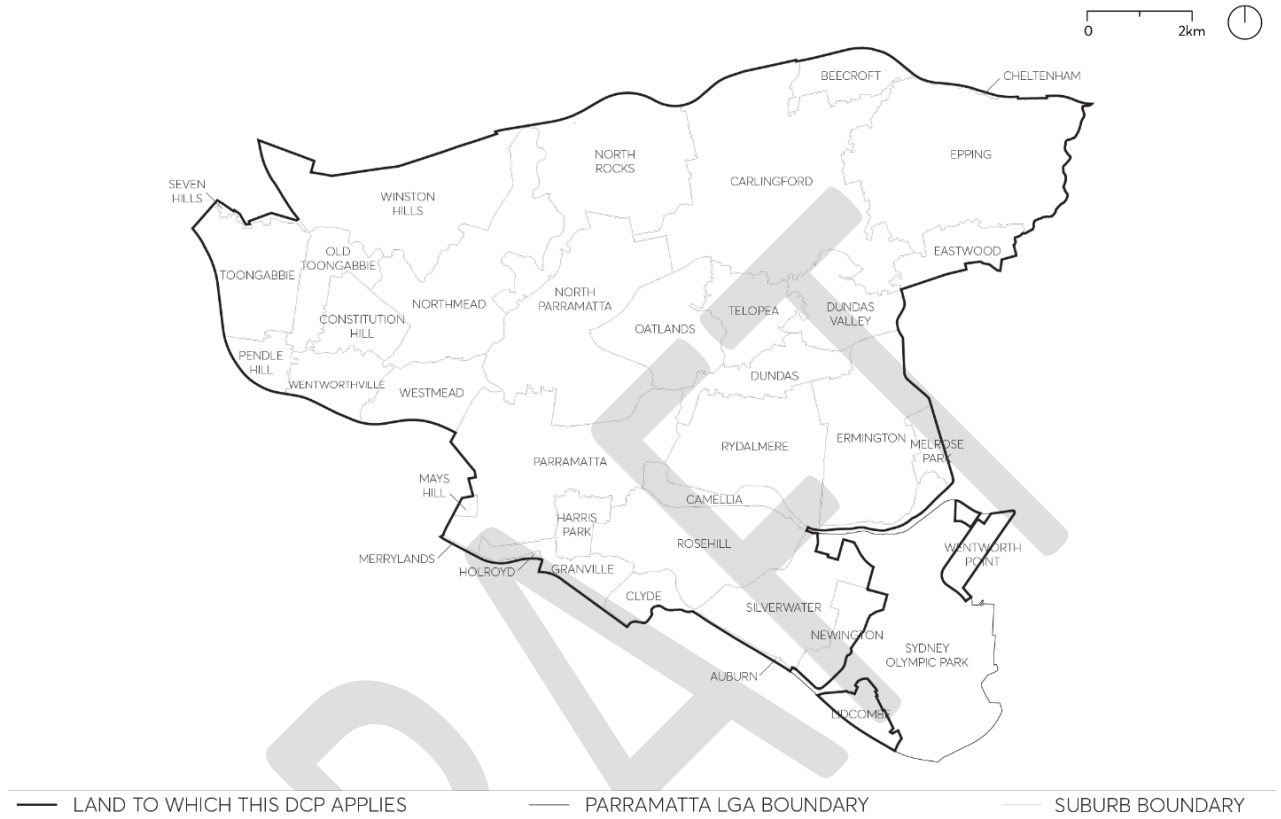 0 2km
BEECROFT
CHELTENHAM
NORTH
ROCKS
EPPING
CARLINGFORD
SEVEN
HILLS
WINSTON
HILLS
OLD
TOONGABBIE
EASTWOOD
TOONGABBIE
NORTHMEAD
NORTH
PARRAMATTA
TELOPEA
DUNDAS
VALLEY
CONSTITUTION
HILL
OATLANDS
PENDLE
HILL
WENTWORTHVILLE
WESTMEAD
DUNDAS
RYDALMERE
ERMINGTON
MELROSE
PARK
PARRAMATTA
MAYS
HILL
CAMELLIA
HARRIS
PARK
ROSEHILL
WENTWORTH
POINT
MERRYLANDS
HOLROYD
GRANVILLE
CLYDE
SILVERWATER
NEWINGTON
SYDNEY
OLYMPIC PARK
AUBURN
LIDCOMBE
DRAFT
LAND TO WHICH THIS DCP APPLIES
PARRAMATTA LGA BOUNDARY
SUBURB BOUNDARY